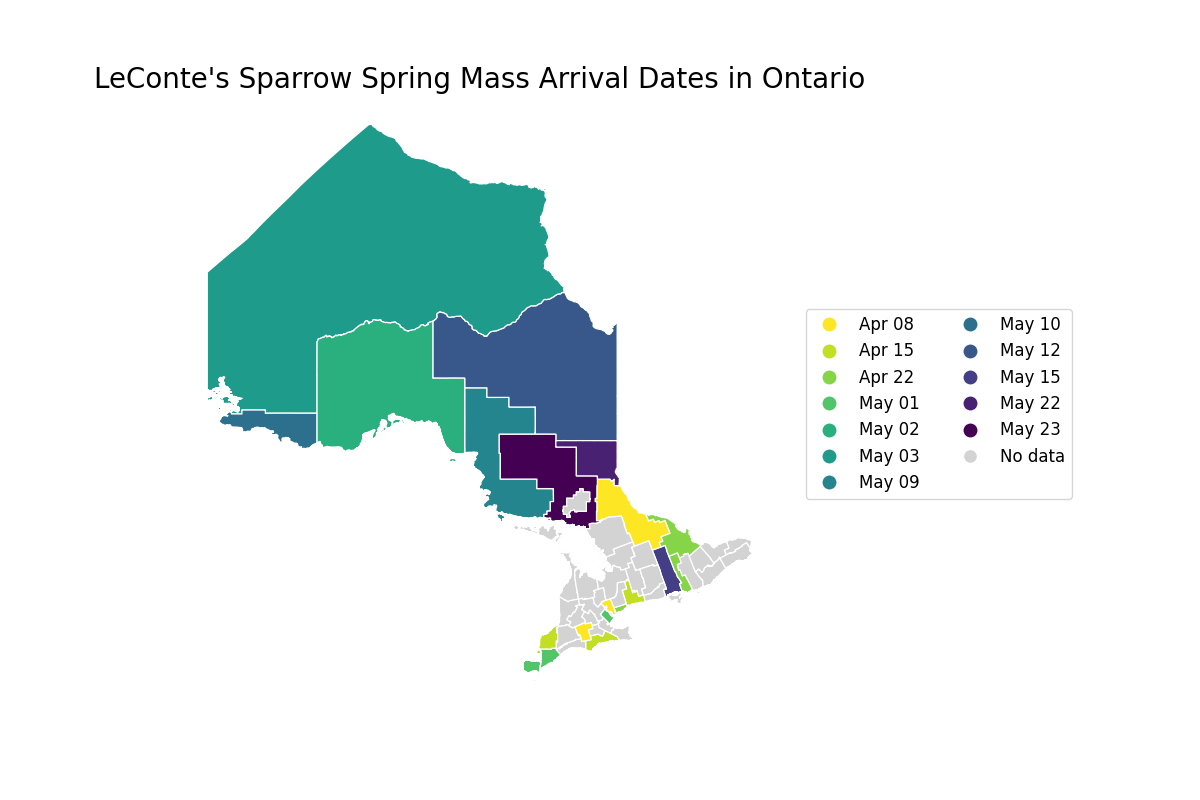 LeConte's Sparrow Spring Mass Arrival Dates in Ontario
Apr 08
Apr 15
Apr 22
May 01
May 02
May 03
May 09
May 10
May 12
May 15
May 22
May 23
No data